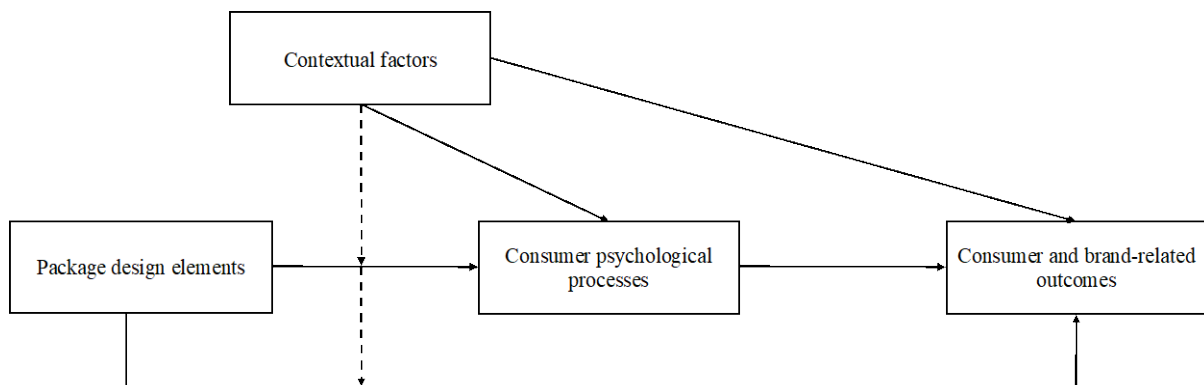 Contextual factors
Package design elements
Consumer psychological
processes
Consumer and brand-related
outcomes